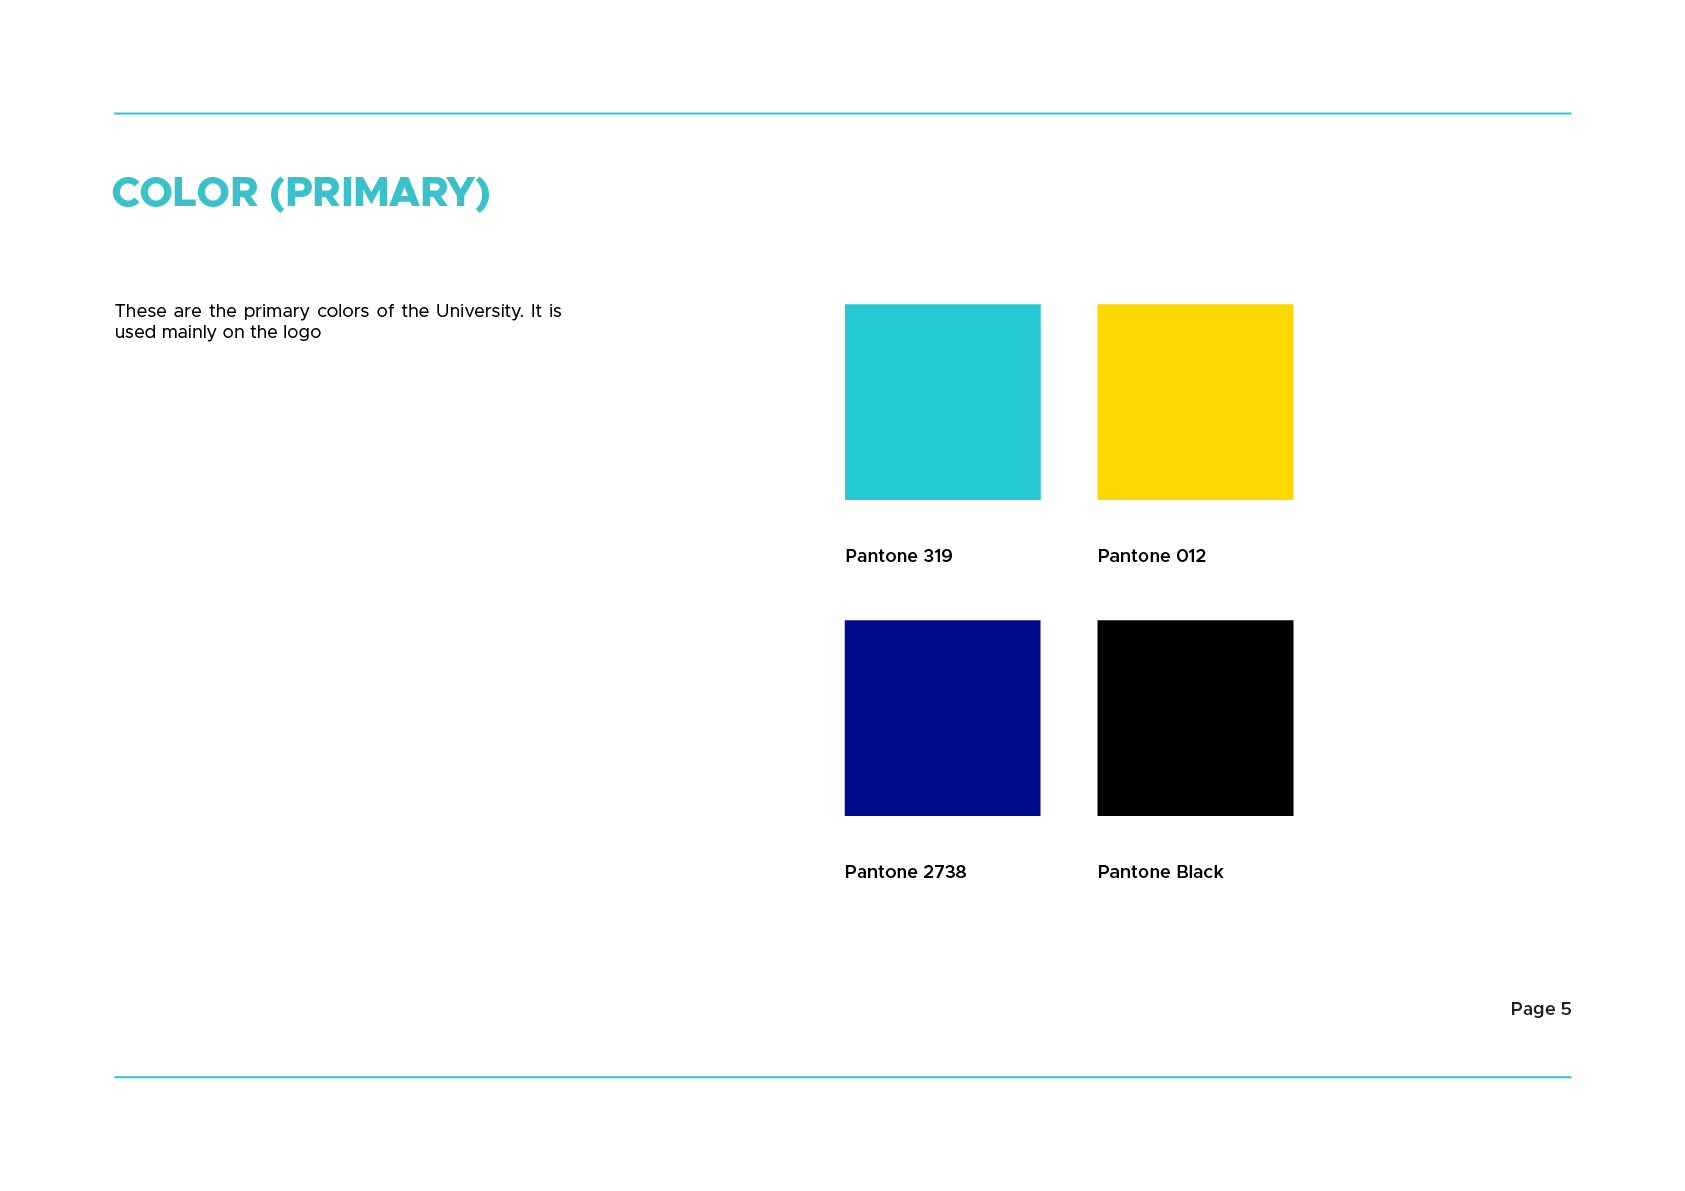 COLOR (PRIMARY)
These are the primary colors of the University. It is
used mainly on the logo
Pantone 319
Pantone 012
Pantone 2738
Pantone Black
Page 5